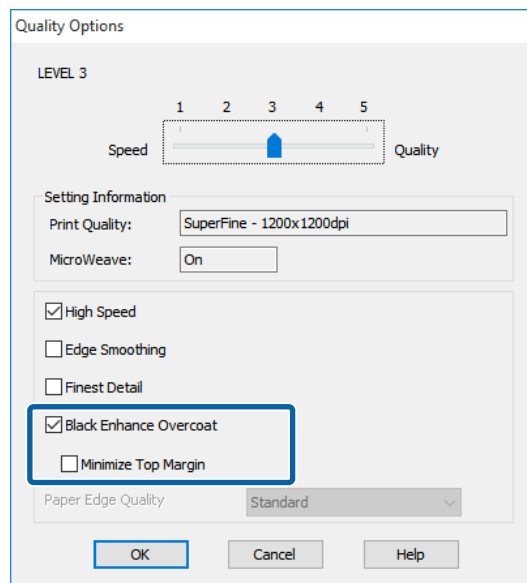 Quality Options
LEVEL 3
1 2 3 4 5
Speed Quality
Setting Information
Print Quality: SuperFine - 1200x1200dpi
MicroWeave: On
High Speed
Edge Smoothing
Finest Detail
Black Enhance Overcoat
Minimize Top Margin
Paper Edge Quality Standard
OK Cancel Help